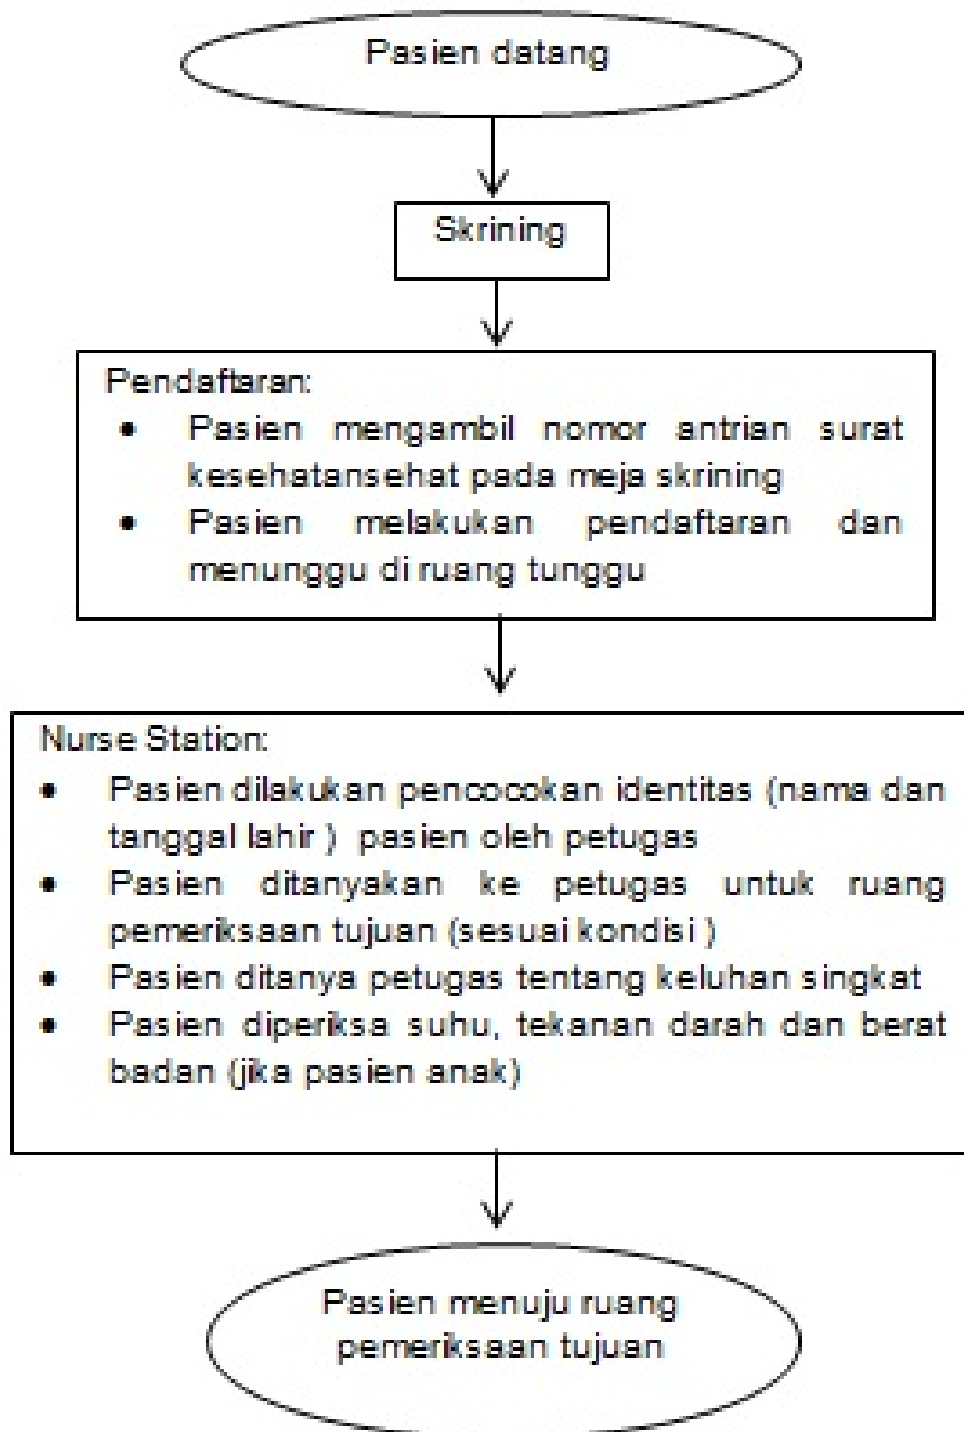 Pasien datang
Skrining
Pendaftaran:
• Pasien mengambil nomor antrian surat
kesehatansehat pada meja skrining
• Pasien melakukan pendaftaran dan
menunggu di ruang tunggu
Nurse Station:
• Pasien dilakukan pencocokan identitas (nama dan
tanggal lahir ) pasien oleh petugas
• Pasien ditanyakan ke petugas untuk ruang
pemeriksaan tujuan (sesuai kondisi )
• Pasien ditanya petugas tentang keluhan singkat
• Pasien diperiksa suhu, tekanan darah dan berat
badan (jika pasien anak)
Pasien menuju ruang
pemeriksaan tujuan